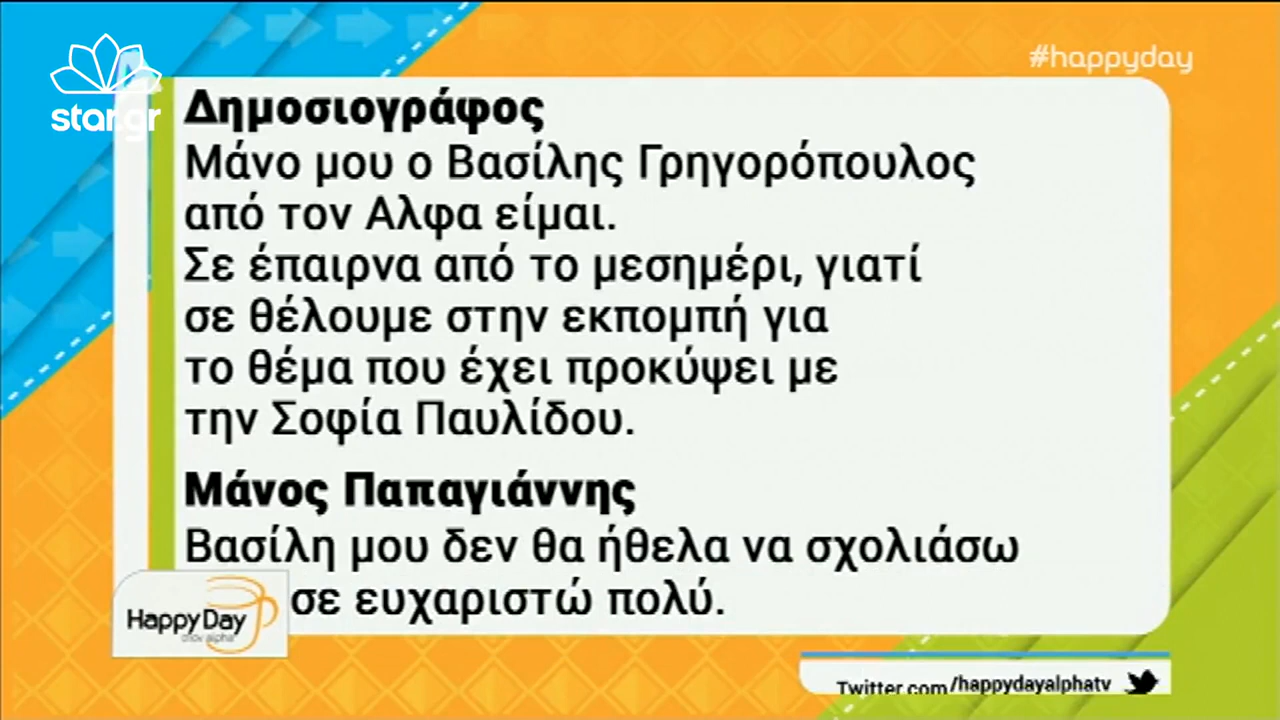 #happyday
star.gr
Δημοσιογράφος
Μάνο μου ο Βασίλης Γρηγορόπουλος
από τον Αλφα είμαι.
Σε έπαιρνα από το μεσημέρι, γιατί
σε θέλουμε στην εκπομπή για
το θέμα που έχει προκύψει με
την Σοφία Παυλίδου.
Μάνος Παπαγιάννης
Βασίλη μου δεν θα ήθελα να σχολιάσω
σε ευχαριστώ πολύ.
Happy Day
στον alpha
Twitter.com/happydayalphatv